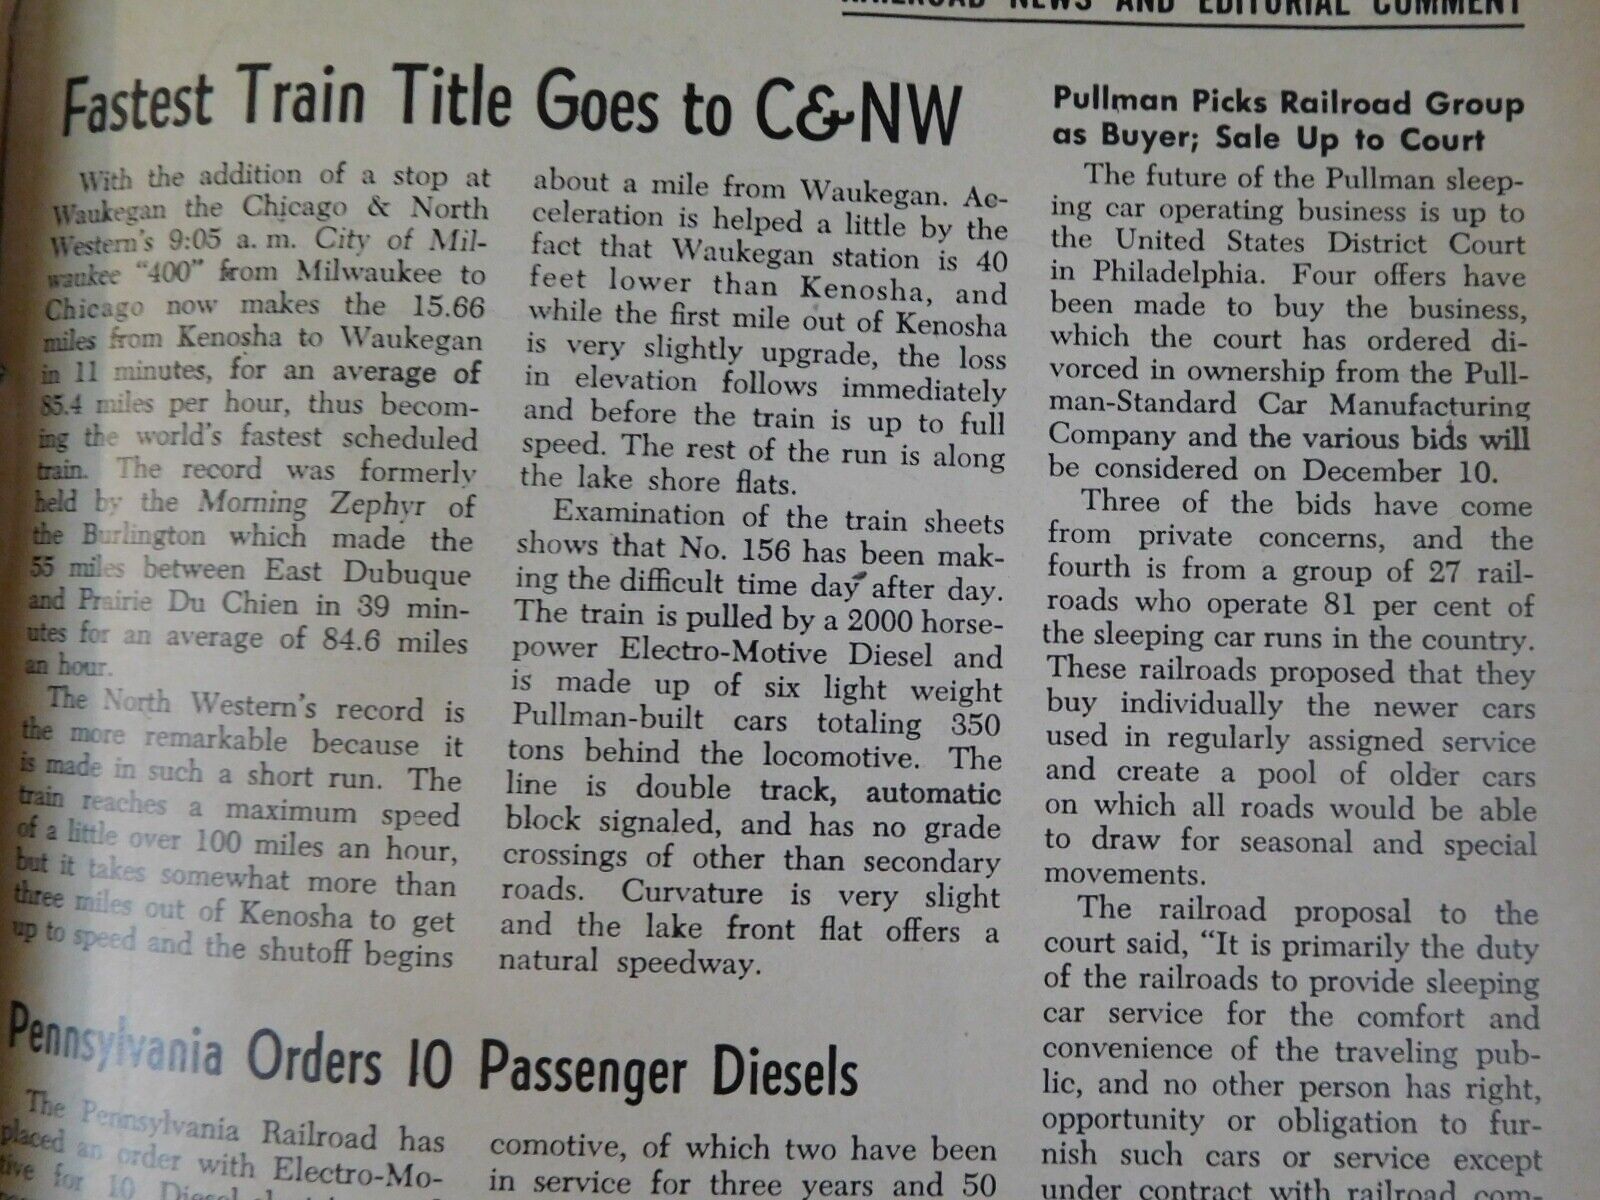 RAILROAD NEWS AND EDITORIAL COMMENT
Fastest Train Title Goes to C&NW
With the addition of a stop at
Waukegan the Chicago & North
Western's 9:05 a. m. City of Mil-
waukee "400" from Milwaukee to
Chicago now makes the 15.66
miles from Kenosha to Waukegan
in 11 minutes, for an average of
85.4 miles per hour, thus becom-
ing the world's fastest scheduled
train. The record was formerly
held by the Morning Zephyr of
the Burlington which made the
55 miles between East Dubuque
and Prairie Du Chien in 39 min-
utes for an average of 84.6 miles
an hour.
The North Western's record is
the more remarkable because it
is made in such a short run. The
train reaches a maximum speed
of a little over 100 miles an hour,
but it takes somewhat more than
three miles out of Kenosha to get
up to speed and the shutoff begins
about a mile from Waukegan. Ac-
celeration is helped a little by the
fact that Waukegan station is 40
feet lower than Kenosha, and
while the first mile out of Kenosha
is very slightly upgrade, the loss
in elevation follows immediately
and before the train is up to full
speed. The rest of the run is along
the lake shore flats.
Examination of the train sheets
shows that No. 156 has been mak-
ing the difficult time day after day.
The train is pulled by a 2000 horse-
power Electro-Motive Diesel and
is made up of six light weight
Pullman-built cars totaling 350
tons behind the locomotive. The
line is double track, automatic
block signaled, and has no grade
crossings of other than secondary
roads. Curvature is very slight
and the lake front flat offers a
natural speedway.
Pullman Picks Railroad Group
as Buyer; Sale Up to Court
The future of the Pullman sleep-
ing car operating business is up to
the United States District Court
in Philadelphia. Four offers have
been made to buy the business,
which the court has ordered di-
vorced in ownership from the Pull-
man-Standard Car Manufacturing
Company and the various bids will
be considered on December 10.
Three of the bids have come
from private concerns, and the
fourth is from a group of 27 rail-
roads who operate 81 per cent of
the sleeping car runs in the country.
These railroads proposed that they
buy individually the newer cars
used in regularly assigned service
and create a pool of older cars
on which all roads would be able
to draw for seasonal and special
movements.
The railroad proposal to the
court said, "It is primarily the duty
of the railroads to provide sleeping
car service for the comfort and
convenience of the traveling pub-
lic, and no other person has right,
opportunity or obligation to fur-
nish such cars or service except
under contract with railroad com-
Pennsylvania Orders 10 Passenger Diesels
The Pennsylvania Railroad has
placed an order with Electro-Mo-
tive for 10 Diesel
comotive, of which two have been
in service for three years and 50